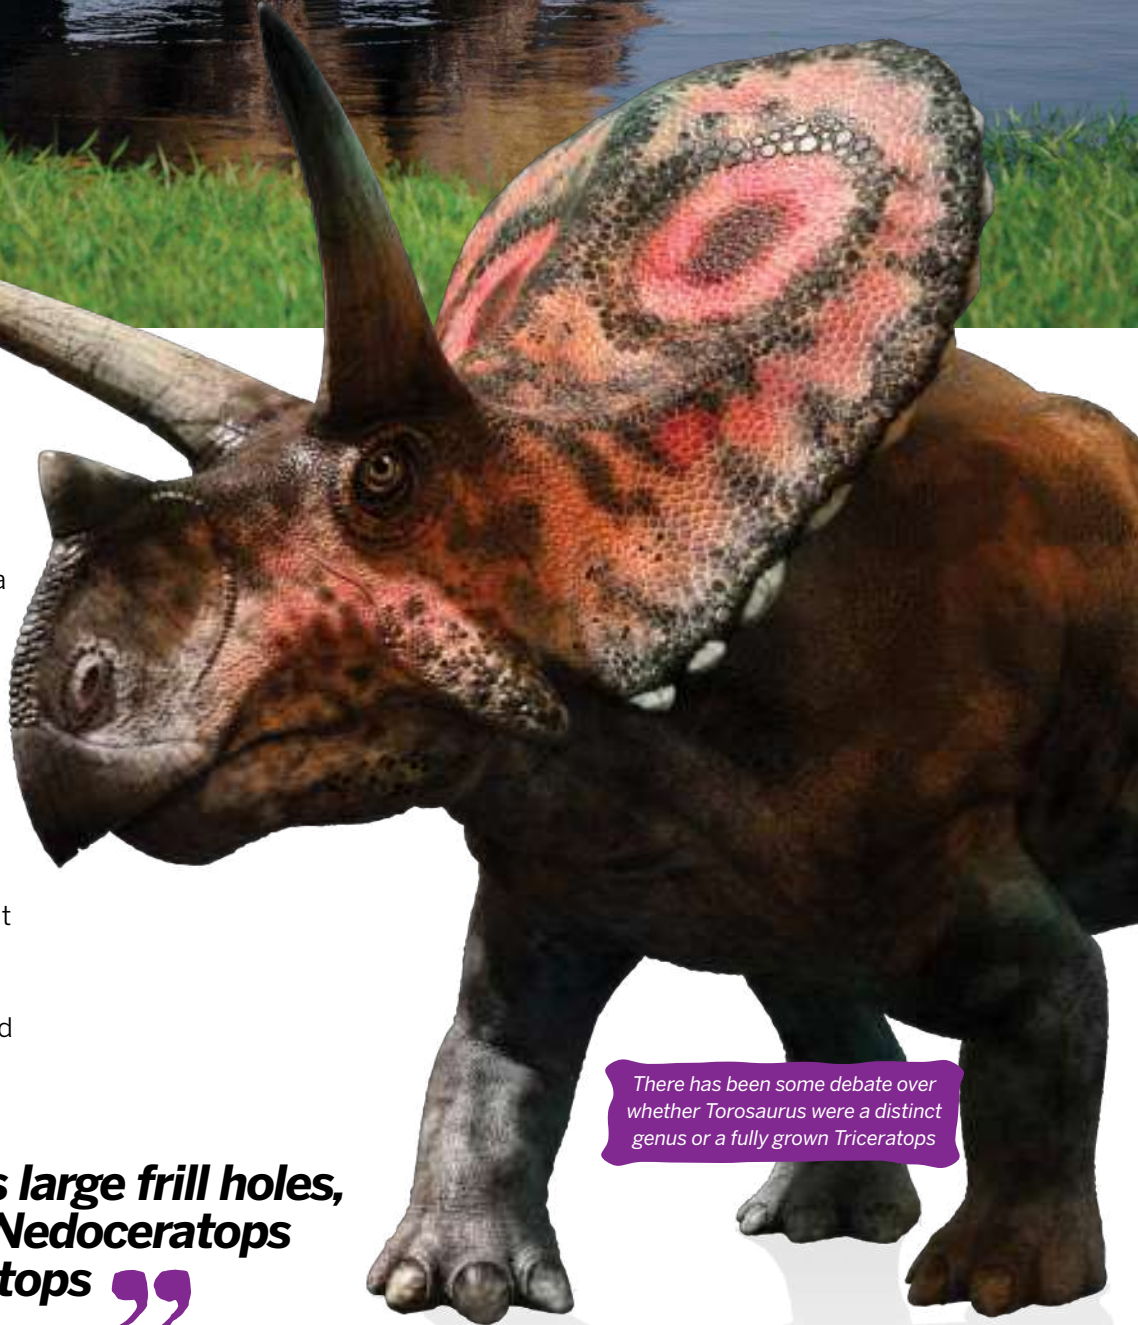 a
t
d
There has been some debate over
whether Torosaurus were a distinct
genus or a fully grown Triceratops
s large frill holes,
Nedoceratops
tops ”